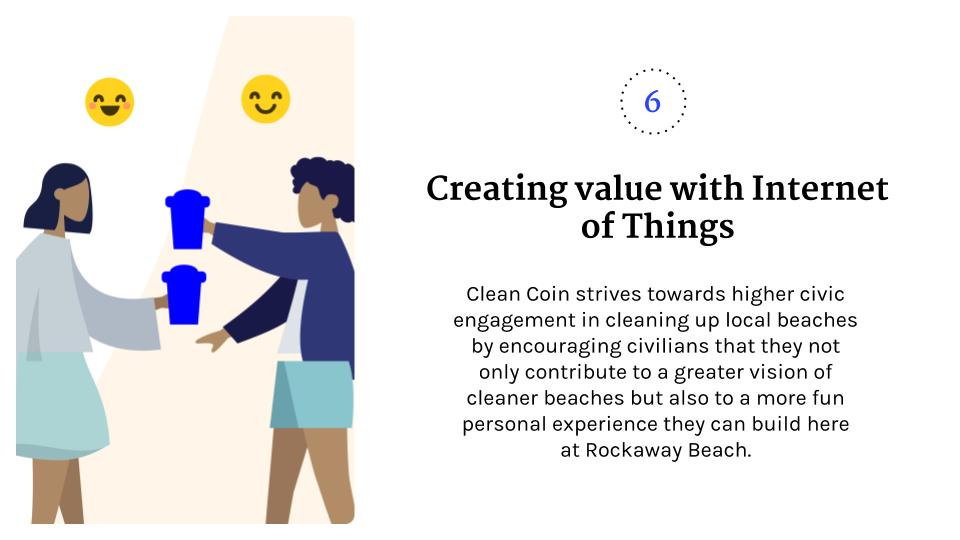 6
Creating value with Internet
of Things
Clean Coin strives towards higher civic
engagement in cleaning up local beaches
by encouraging civilians that they not
only contribute to a greater vision of
cleaner beaches but also to a more fun
personal experience they can build here
at Rockaway Beach.